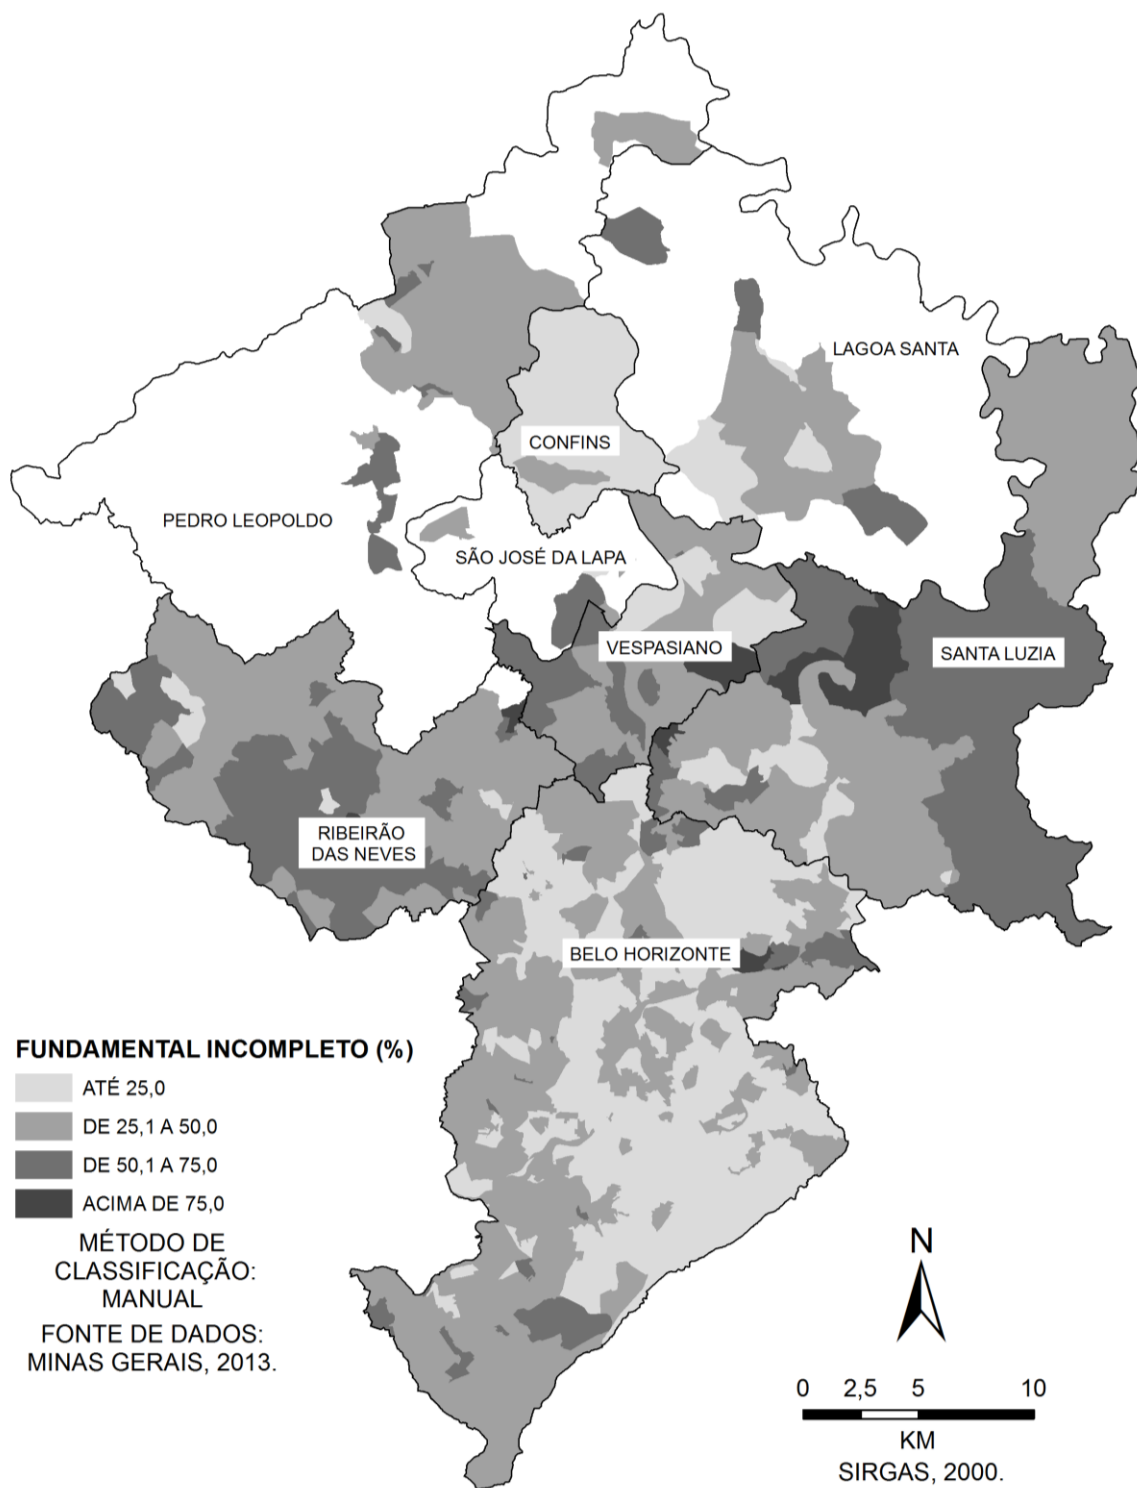 LAGOA SANTA
CONFINS
PEDRO LEOPOLDO
SÃO JOSÉ DA LAPA
VESPASIANO
SANTA LUZIA
RIBEIRÃO
DAS NEVES
BELO HORIZONTE
FUNDAMENTAL INCOMPLETO (%)
ATÉ 25,0
DE 25,1 A 50,0
DE 50,1 A 75,0
ACIMA DE 75,0
MÉTODO DE
CLASSIFICAÇÃO:
MANUAL
FONTE DE DADOS:
MINAS GERAIS, 2013.
N
0 2,5 5 10
KM
SIRGAS, 2000.